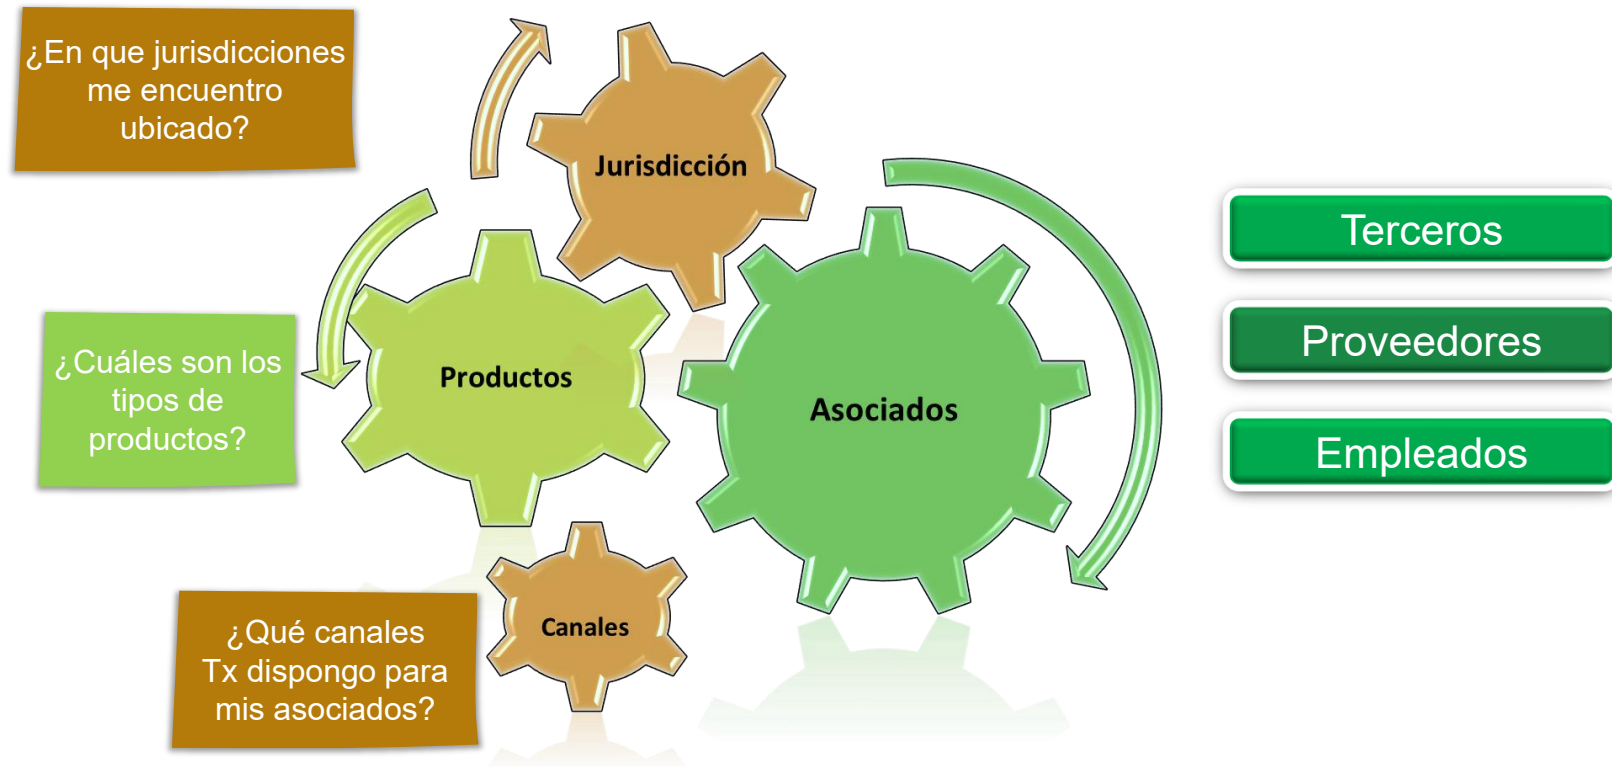 ¿En que jurisdicciones
me encuentro
ubicado?
Jurisdicción
¿Cuáles son los
tipos de
productos?
Productos
Asociados
¿Qué canales
Tx dispongo para
mis asociados?
Canales
Terceros
Proveedores
Empleados